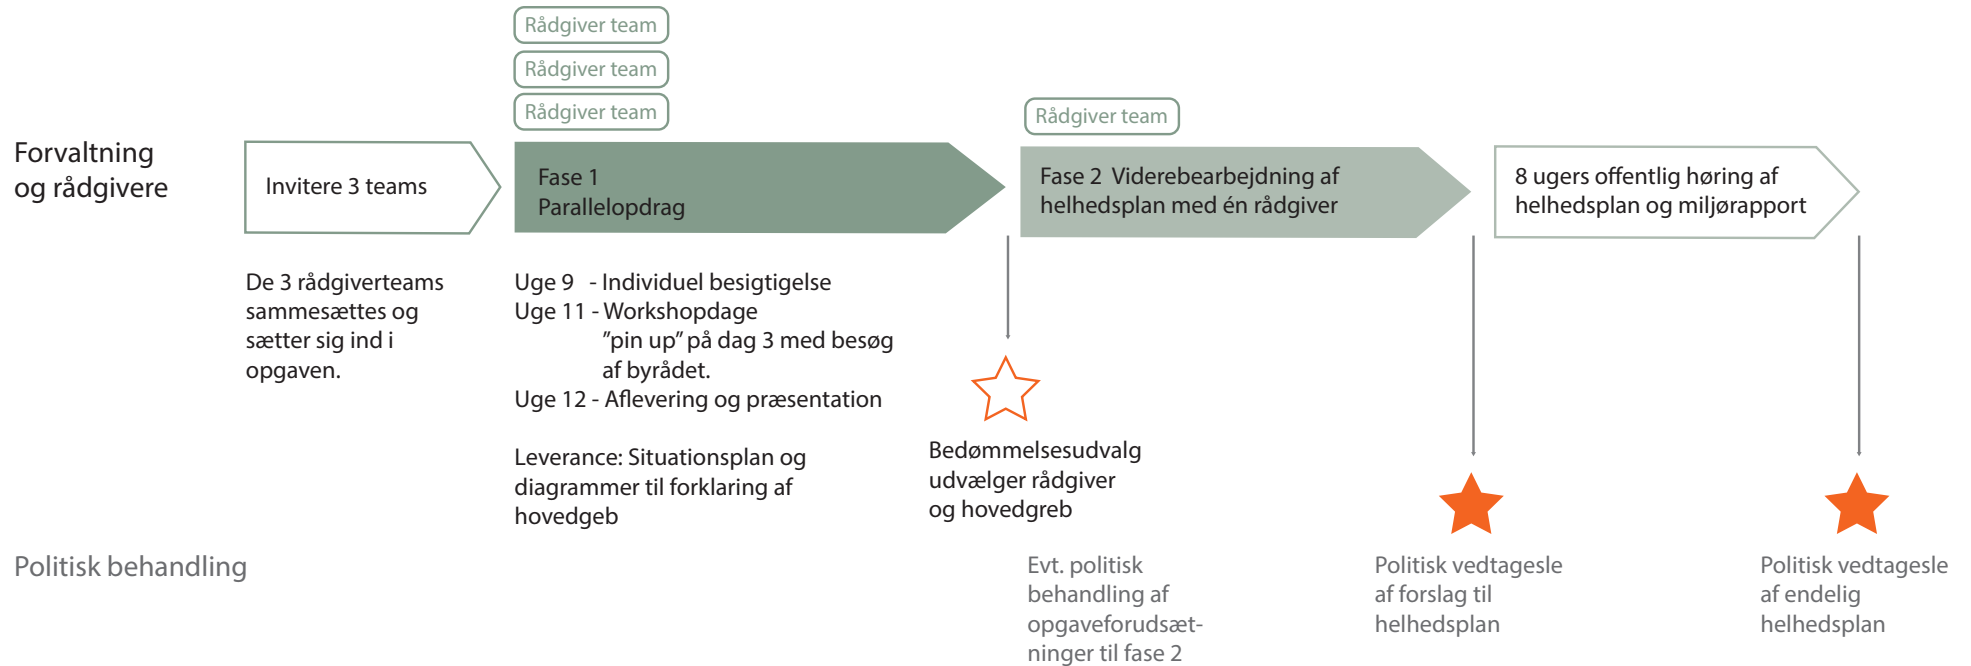 Rådgiver team
Rådgiver team
Rådgiver team
Rådgiver team
Forvaltning
og rådgivere
Invitere 3 teams
Fase 1
Parallelopdrag
Fase 2 Viderebearbejdning af
helhedsplan med én rådgiver
8 ugers offentlig høring af
helhedsplan og miljørapport
De 3 rådgiverteams
sammesættes og
sætter sig ind i
opgaven.
Uge 9 - Individuel besigtigelse
Uge 11 - Workshopdage
”pin up” på dag 3 med besøg
af byrådet.
Uge 12 - Aflevering og præsentation
Leverance: Situationsplan og
diagrammer til forklaring af
hovedgeb
Bedømmelsesudvalg
udvælger rådgiver
og hovedgreb
Politisk behandling
Evt. politisk
behandling af
opgaveforudsæt-
ninger til fase 2
Politisk vedtagesle
af forslag til
helhedsplan
Politisk vedtagesle
af endelig
helhedsplan